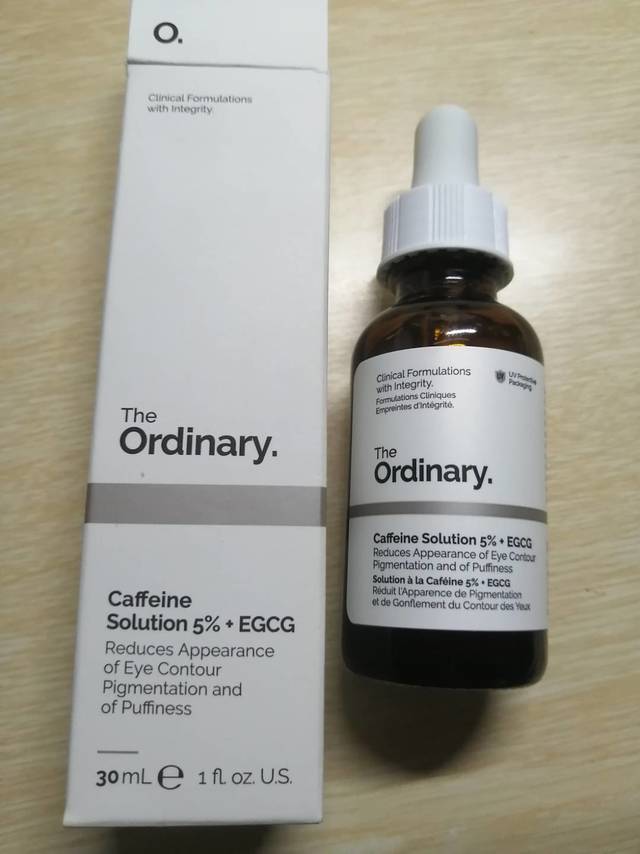 O.
Clinical Formulations
with Integrity.
The
Ordinary.
Caffeine
Solution 5% + EGCG
Reduces Appearance
of Eye Contour
Pigmentation and
of Puffiness
30 mL ℮ 1 fl. oz. U.S.
Clinical Formulations
with Integrity.
Formulations Cliniques
Empreintes d'Intégrité.
UV
UV Protective
Packaging
The
Ordinary.
Caffeine Solution 5% + EGCG
Reduces Appearance of Eye Contour
Pigmentation and of Puffiness
Solution à la Caféine 5% + EGCG
Réduit l'Apparence de Pigmentation
et de Gonflement du Contour des Yeux